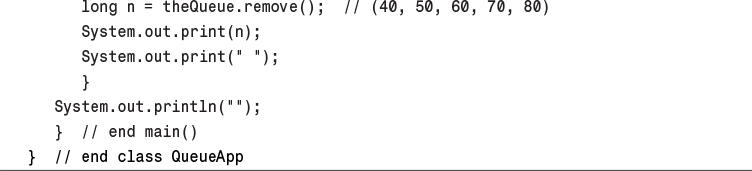 long n = theQueue.remove();  // (40, 50, 60, 70, 80)
System.out.print(n);
System.out.print(" ");
}
System.out.println("");
}  // end main()
}  // end class QueueApp